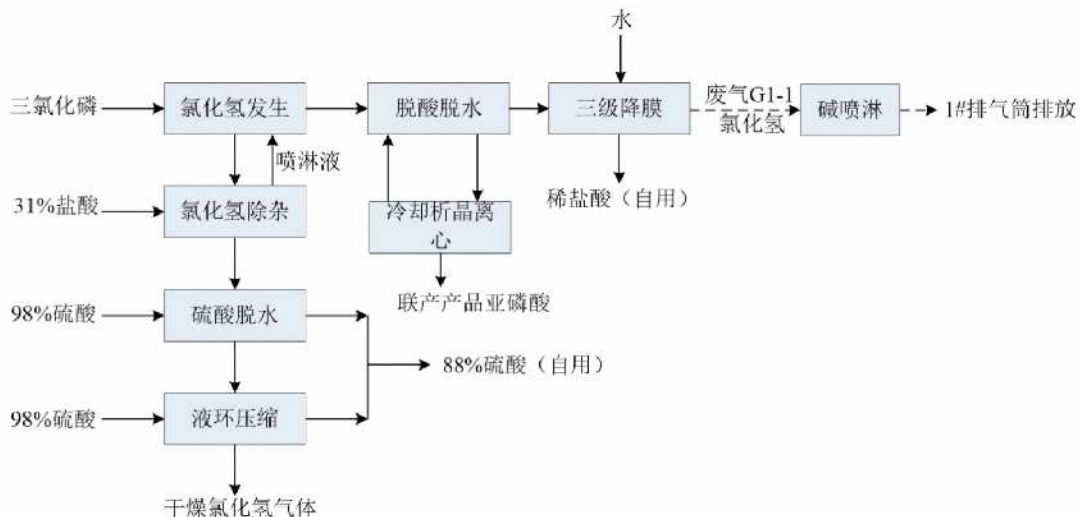 水
三氯化磷
氯化氢发生
脱酸脱水
三级降膜
废气G1-1
氯化氢
碱喷淋
1#排气筒排放
喷淋液
31%盐酸
氯化氢除杂
冷却析晶离
心
稀盐酸（自用）
联产产品亚磷酸
98%硫酸
硫酸脱水
88%硫酸（自用）
98%硫酸
液环压缩
干燥氯化氢气体